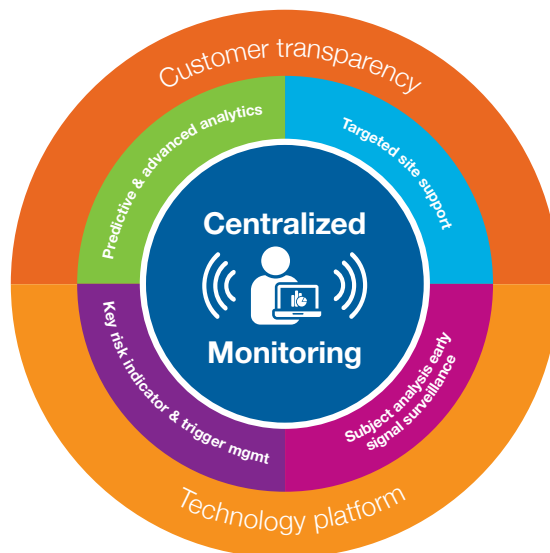 Customer transparency
Predictive & advanced analytics
Targeted site support
Centralized
Monitoring
Key risk indicator & trigger mgmt
Subject analysis early
signal surveillance
Technology platform